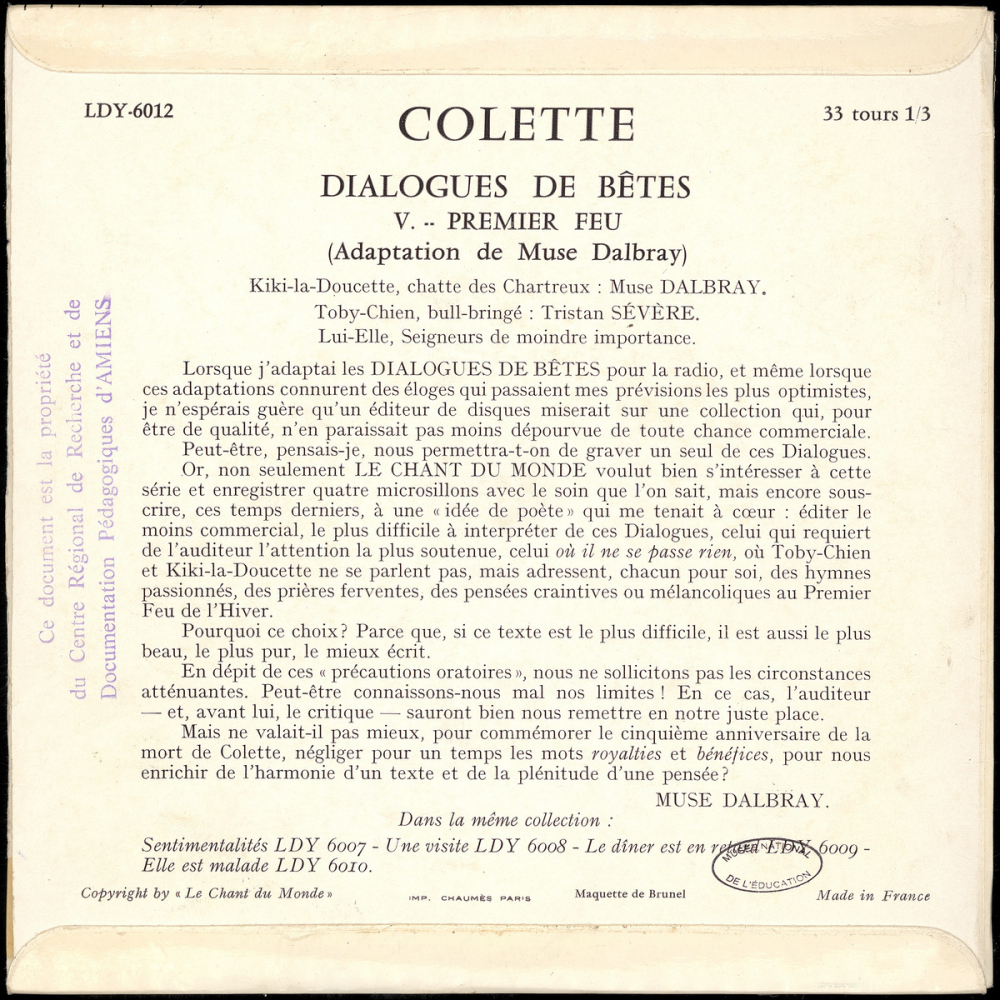 LDY-6012
COLETTE
33 tours 1/3
DIALOGUES DE BÊTES
V. -- PREMIER FEU
(Adaptation de Muse Dalbray)
Kiki-la-Doucette, chatte des Chartreux : Muse DALBRAY.
Toby-Chien, bull-bringé : Tristan SÉVÈRE.
Lui-Elle, Seigneurs de moindre importance.
Lorsque j'adaptai les DIALOGUES DE BÊTES pour la radio, et même lorsque
ces adaptations connurent des éloges qui passaient mes prévisions les plus optimistes,
je n'espérais guère qu'un éditeur de disques miserait sur une collection qui, pour
être de qualité, n'en paraissait pas moins dépourvue de toute chance commerciale.
Peut-être, pensais-je, nous permettra-t-on de graver un seul de ces Dialogues.
Or, non seulement LE CHANT DU MONDE voulut bien s'intéresser à cette
série et enregistrer quatre microsillons avec le soin que l'on sait, mais encore sous-
crire, ces temps derniers, à une « idée de poète » qui me tenait à cœur : éditer le
moins commercial, le plus difficile à interpréter de ces Dialogues, celui qui requiert
de l'auditeur l'attention la plus soutenue, celui où il ne se passe rien, où Toby-Chien
et Kiki-la-Doucette ne se parlent pas, mais adressent, chacun pour soi, des hymnes
passionnés, des prières ferventes, des pensées craintives ou mélancoliques au Premier
Feu de l'Hiver.
Pourquoi ce choix? Parce que, si ce texte est le plus difficile, il est aussi le plus
beau, le plus pur, le mieux écrit.
En dépit de ces « précautions oratoires », nous ne sollicitons pas les circonstances
atténuantes. Peut-être connaissons-nous mal nos limites ! En ce cas, l'auditeur
— et, avant lui, le critique — sauront bien nous remettre en notre juste place.
Mais ne valait-il pas mieux, pour commémorer le cinquième anniversaire de la
mort de Colette, négliger pour un temps les mots royalties et bénéfices, pour nous
enrichir de l'harmonie d'un texte et de la plénitude d'une pensée?
MUSE DALBRAY.
Dans la même collection :
Sentimentalités LDY 6007 - Une visite LDY 6008 - Le dîner est en retard LDY 6009 -
Elle est malade LDY 6010.
MUSÉE NATIONAL
DE L'ÉDUCATION
Copyright by « Le Chant du Monde »
IMP. CHAUMÈS PARIS
Maquette de Brunel
Made in France
Ce document est la propriété
du Centre Régional de Recherche et de
Documentation Pédagogiques d'AMIENS